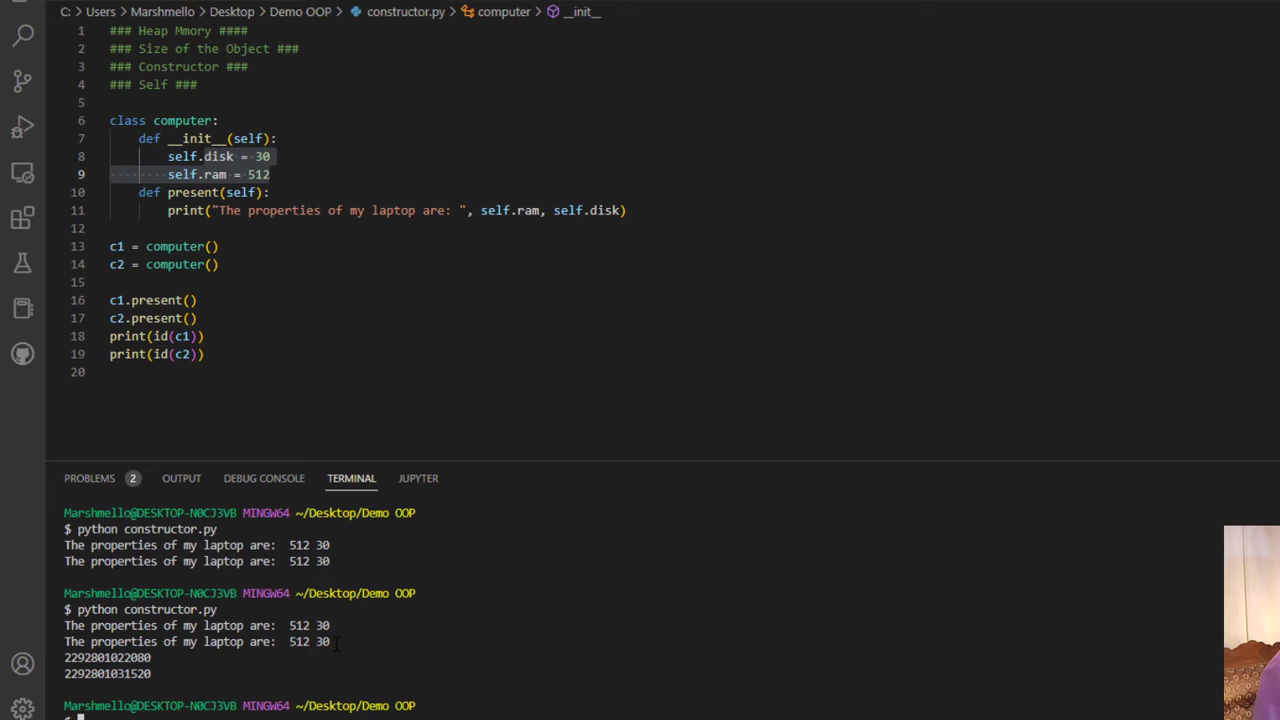 C: > Users > Marshmello > Desktop > Demo OOP > constructor.py > computer > __init__
1 ### Heap Mmory ####
2 ### Size of the Object ###
3 ### Constructor ###
4 ### Self ###
5
6 class computer:
7 def __init__(self):
8 self.disk = 30
9 self.ram = 512
10 def present(self):
11 print("The properties of my laptop are: ", self.ram, self.disk)
12
13 c1 = computer()
14 c2 = computer()
15
16 c1.present()
17 c2.present()
18 print(id(c1))
19 print(id(c2))
20
PROBLEMS 2 OUTPUT DEBUG CONSOLE TERMINAL JUPYTER
Marshmello@DESKTOP-N0CJ3VB MINGW64 ~/Desktop/Demo OOP
$ python constructor.py
The properties of my laptop are:  512 30
The properties of my laptop are:  512 30
Marshmello@DESKTOP-N0CJ3VB MINGW64 ~/Desktop/Demo OOP
$ python constructor.py
The properties of my laptop are:  512 30
The properties of my laptop are:  512 30
2292801022080
2292801031520
Marshmello@DESKTOP-N0CJ3VB MINGW64 ~/Desktop/Demo OOP
$